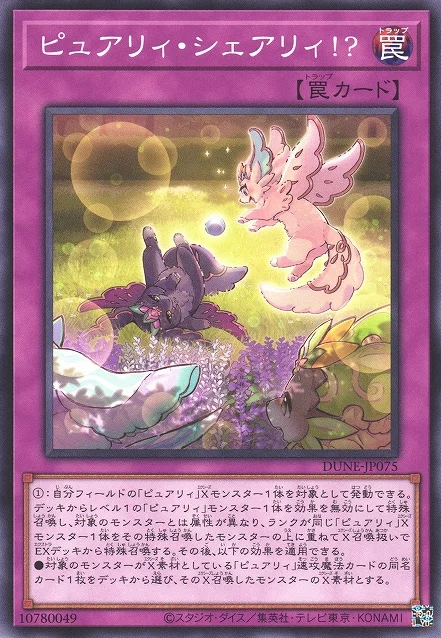 ピュアリィ・シェアリィ!?
トラップ
罠
トラップ
【罠カード】
DUNE-JP075
①:自分フィールドの「ピュアリィ」Xモンスター1体を対象として発動できる。
デッキからレベル1の「ピュアリィ」モンスター1体を効果を無効にして特殊
召喚し、対象のモンスターとは属性が異なり、ランクが同じ「ピュアリィ」X
モンスター1体をその特殊召喚したモンスターの上に重ねてX召喚扱いで
EXデッキから特殊召喚する。その後、以下の効果を適用できる。
●対象のモンスターがX素材としている「ピュアリィ」速攻魔法カードの同名
カード1枚をデッキから選び、そのX召喚したモンスターのX素材とする。
10780049
©スタジオ・ダイス/集英社・テレビ東京・KONAMI